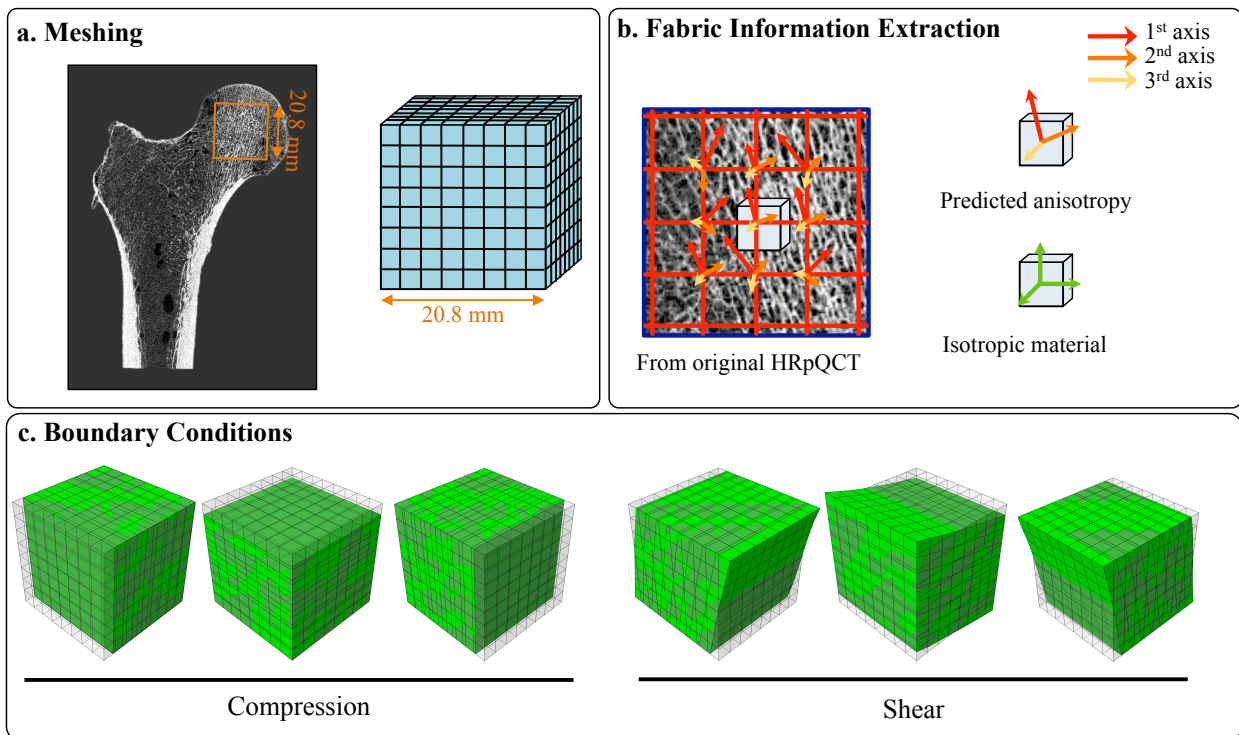 a. Meshing
20.8 mm
20.8 mm
b. Fabric Information Extraction
1st axis
2nd axis
3rd axis
Predicted anisotropy
From original HRpQCT
Isotropic material
c. Boundary Conditions
Compression
Shear